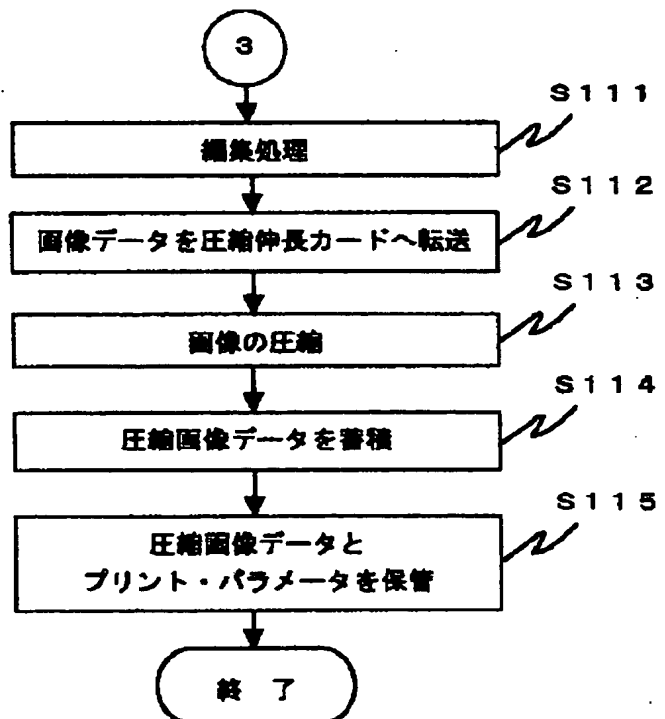 3
S111
編集処理
S112
画像データを圧縮伸長カードへ転送
S113
画像の圧縮
S114
圧縮画像データを蓄積
S115
圧縮画像データと
プリント・パラメータを保管
終 了